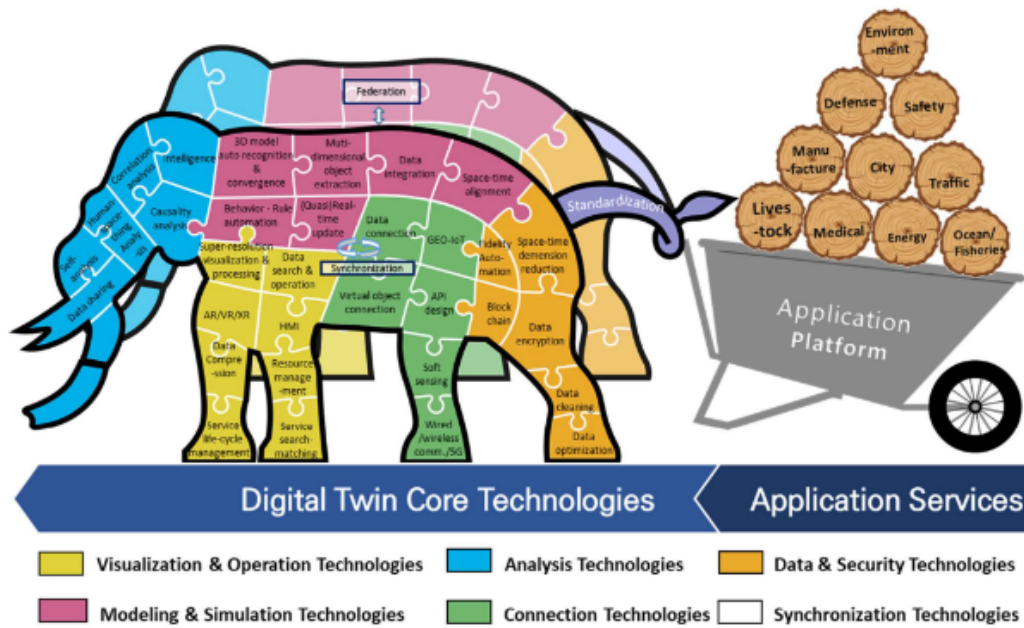 Federation
Correlation
analysis
Intelligence
Human-
Space-
thing
Analy
-sis
Causality
analysis
Self-
analysis
Data sharing
3D model
auto recognition
&
convergence
Muti-
dimensional
object
extraction
Data
integration
Space-time
alignment
Behavior - Rule
automation
(Quasi)Real-
time
update
Data
connection
GEO-IoT
Synchronization
Virtual object
connection
API
design
Soft
sensing
Wired
/wireless
comm./5G
Super-resolution
visualization &
processing
Data
search &
operation
AR/VR/XR
HMI
Data
Compre
-ssion
Resource
manage
-ment
Service
life-cycle
management
Service
search-
matching
Fidelity
Auto-
mation
Space-time
demension
reduction
Block
chain
Data
encryption
Data
cleaning
Data
optimization
Standardization
Environ
-ment
Defense
Safety
Manu
-facture
City
Traffic
Lives
-tock
Medical
Energy
Ocean/
Fisheries
Application
Platform
Digital Twin Core Technologies
Application Services
Visualization & Operation Technologies
Analysis Technologies
Data & Security Technologies
Modeling & Simulation Technologies
Connection Technologies
Synchronization Technologies